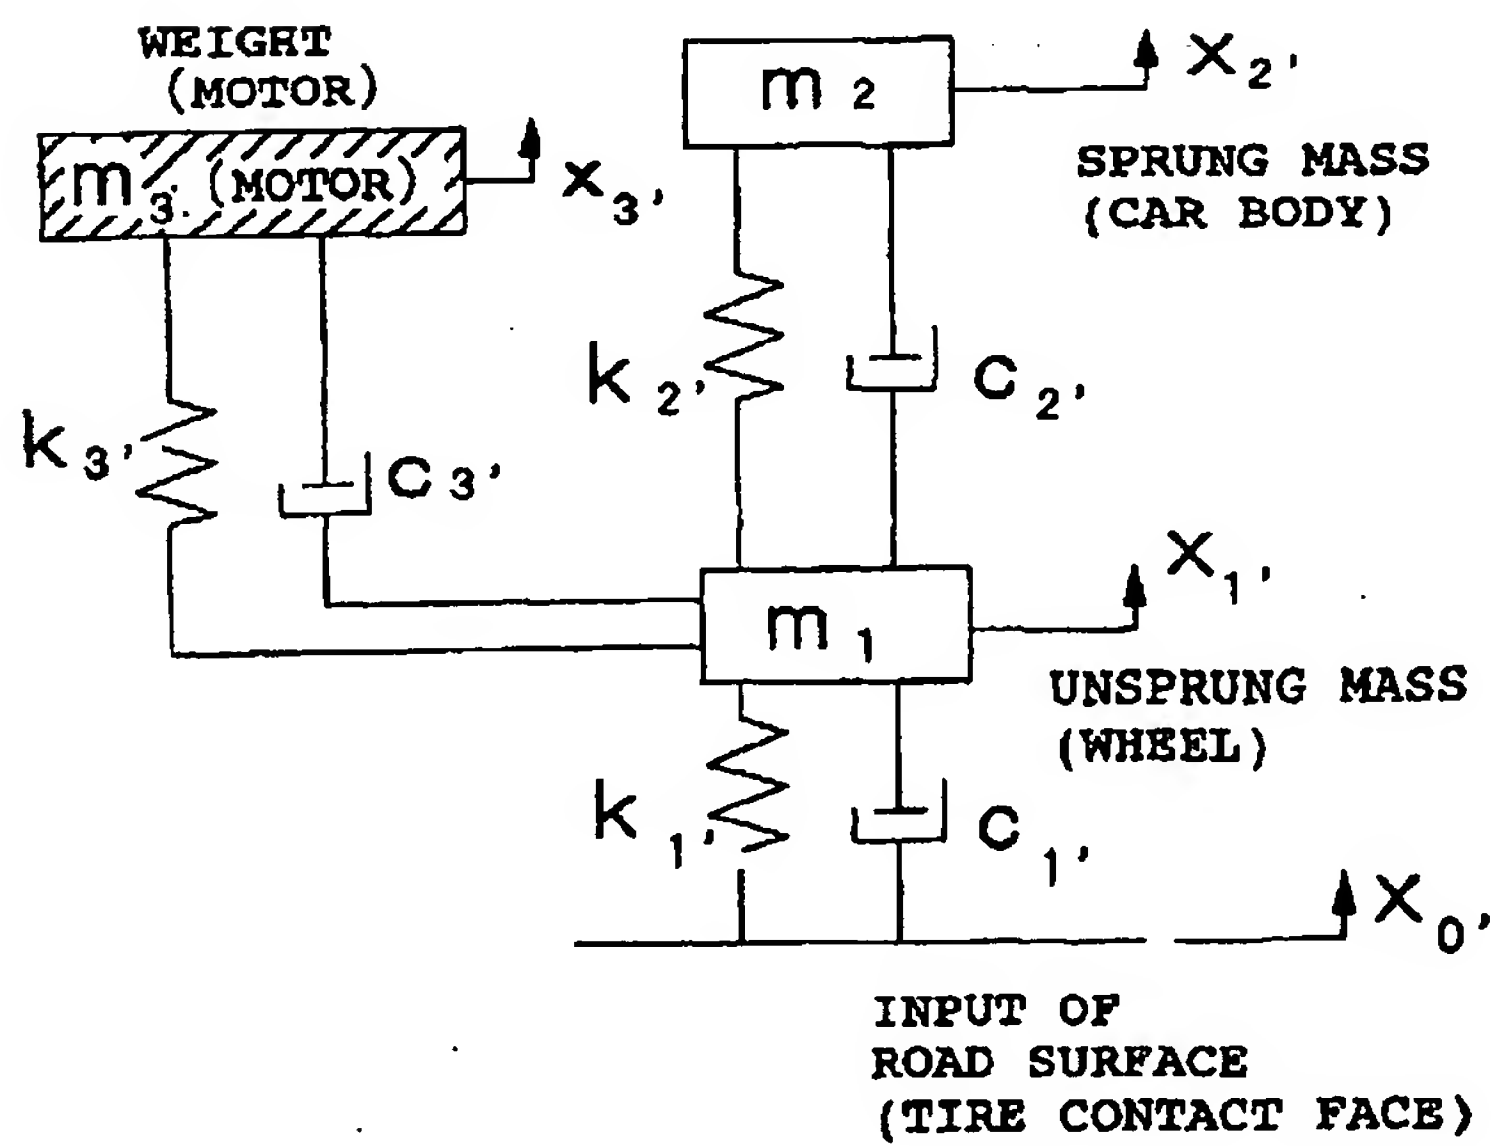 WEIGHT
(MOTOR)
m3 (MOTOR)
x3'
m2
x2'
SPRUNG MASS
(CAR BODY)
k2'
c2'
k3'
c3'
x1'
m1
UNSPRUNG MASS
(WHEEL)
k1'
c1'
x0'
INPUT OF
ROAD SURFACE
(TIRE CONTACT FACE)